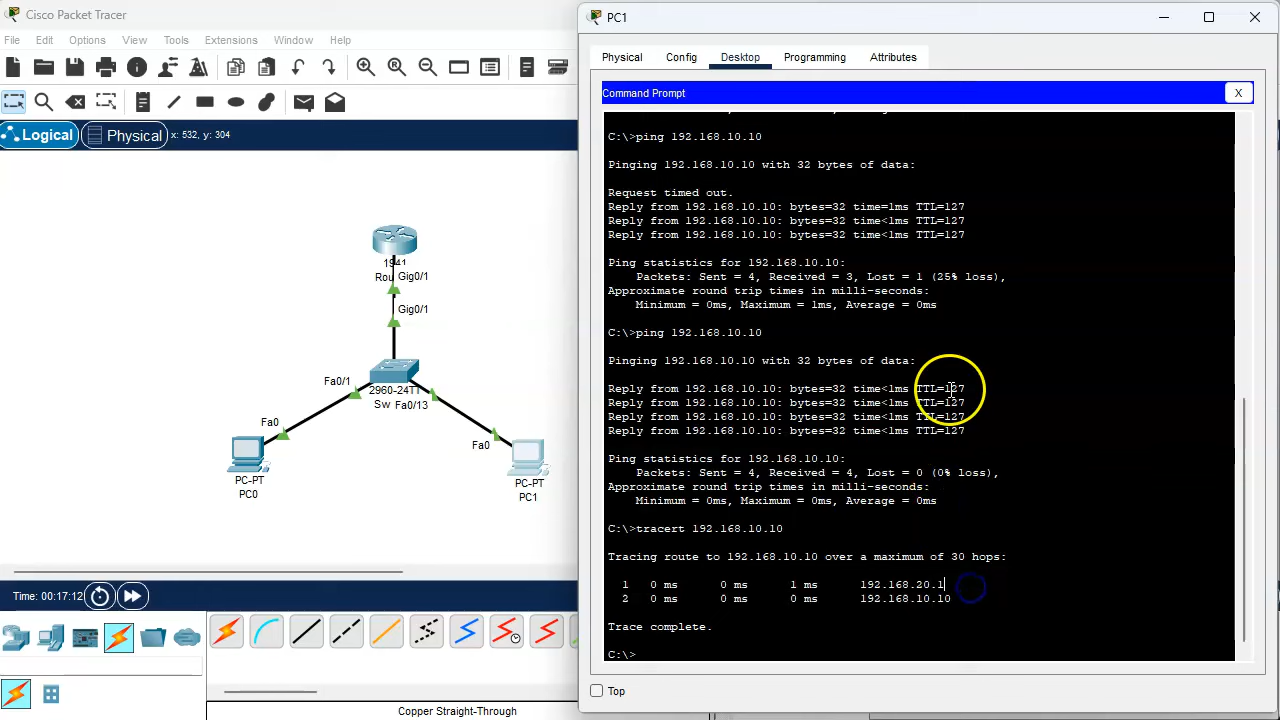 Cisco Packet Tracer
File Edit Options View Tools Extensions Window Help
Logical Physical x: 532, y: 304
1941
Rou Gig0/1
Gig0/1
Fa0/1
2960-24TT
Sw Fa0/13
Fa0
Fa0
PC-PT
PC0
PC-PT
PC1
Time: 00:17:12
Copper Straight-Through
PC1
Physical Config Desktop Programming Attributes
Command Prompt X
C:\>ping 192.168.10.10
Pinging 192.168.10.10 with 32 bytes of data:
Request timed out.
Reply from 192.168.10.10: bytes=32 time=1ms TTL=127
Reply from 192.168.10.10: bytes=32 time<1ms TTL=127
Reply from 192.168.10.10: bytes=32 time<1ms TTL=127
Ping statistics for 192.168.10.10:
Packets: Sent = 4, Received = 3, Lost = 1 (25% loss),
Approximate round trip times in milli-seconds:
Minimum = 0ms, Maximum = 1ms, Average = 0ms
C:\>ping 192.168.10.10
Pinging 192.168.10.10 with 32 bytes of data:
Reply from 192.168.10.10: bytes=32 time<1ms TTL=127
Reply from 192.168.10.10: bytes=32 time<1ms TTL=127
Reply from 192.168.10.10: bytes=32 time<1ms TTL=127
Reply from 192.168.10.10: bytes=32 time<1ms TTL=127
Ping statistics for 192.168.10.10:
Packets: Sent = 4, Received = 4, Lost = 0 (0% loss),
Approximate round trip times in milli-seconds:
Minimum = 0ms, Maximum = 0ms, Average = 0ms
C:\>tracert 192.168.10.10
Tracing route to 192.168.10.10 over a maximum of 30 hops:
1 0 ms 0 ms 1 ms 192.168.20.1
2 0 ms 0 ms 0 ms 192.168.10.10
Trace complete.
C:\>
Top